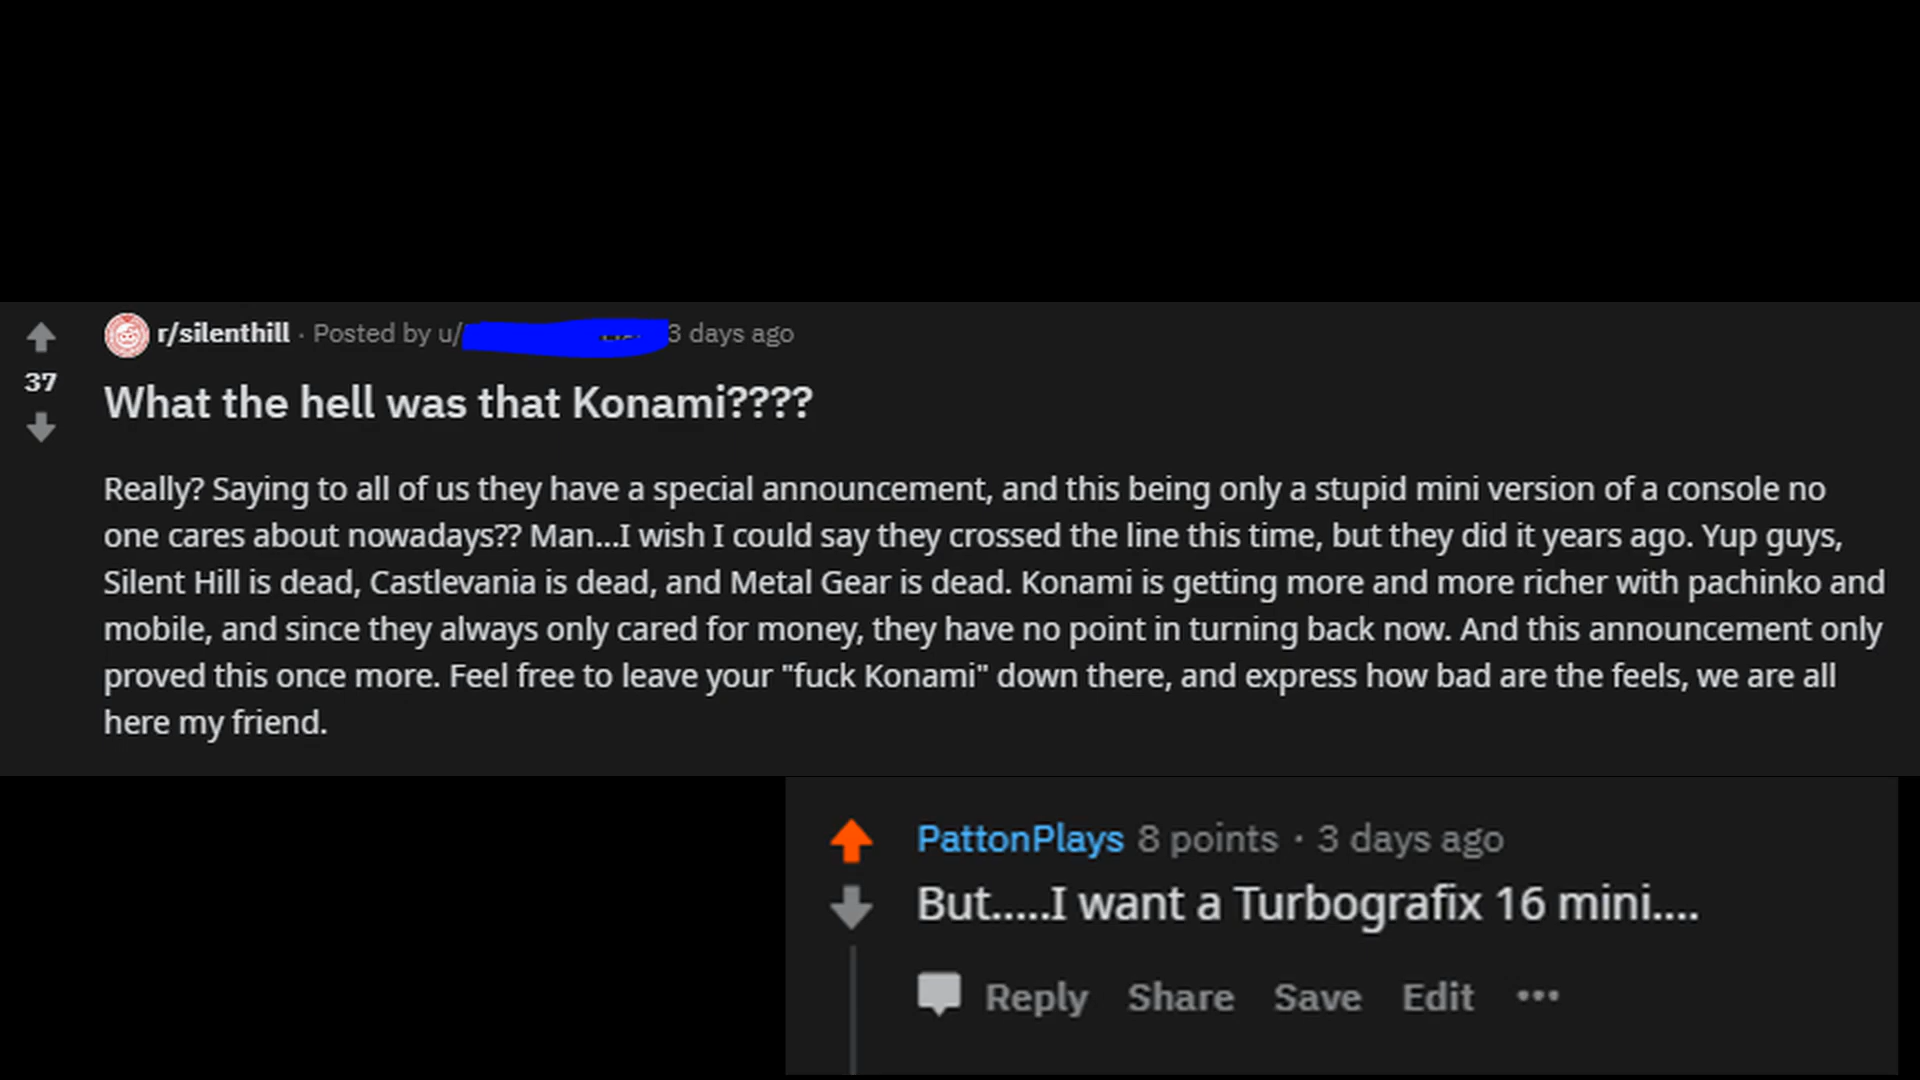 r/silenthill · Posted by u/ 3 days ago
37
What the hell was that Konami????
Really? Saying to all of us they have a special announcement, and this being only a stupid mini version of a console no
one cares about nowadays?? Man...I wish I could say they crossed the line this time, but they did it years ago. Yup guys,
Silent Hill is dead, Castlevania is dead, and Metal Gear is dead. Konami is getting more and more richer with pachinko and
mobile, and since they always only cared for money, they have no point in turning back now. And this announcement only
proved this once more. Feel free to leave your "fuck Konami" down there, and express how bad are the feels, we are all
here my friend.
PattonPlays 8 points · 3 days ago
But.....I want a Turbografix 16 mini....
Reply Share Save Edit •••